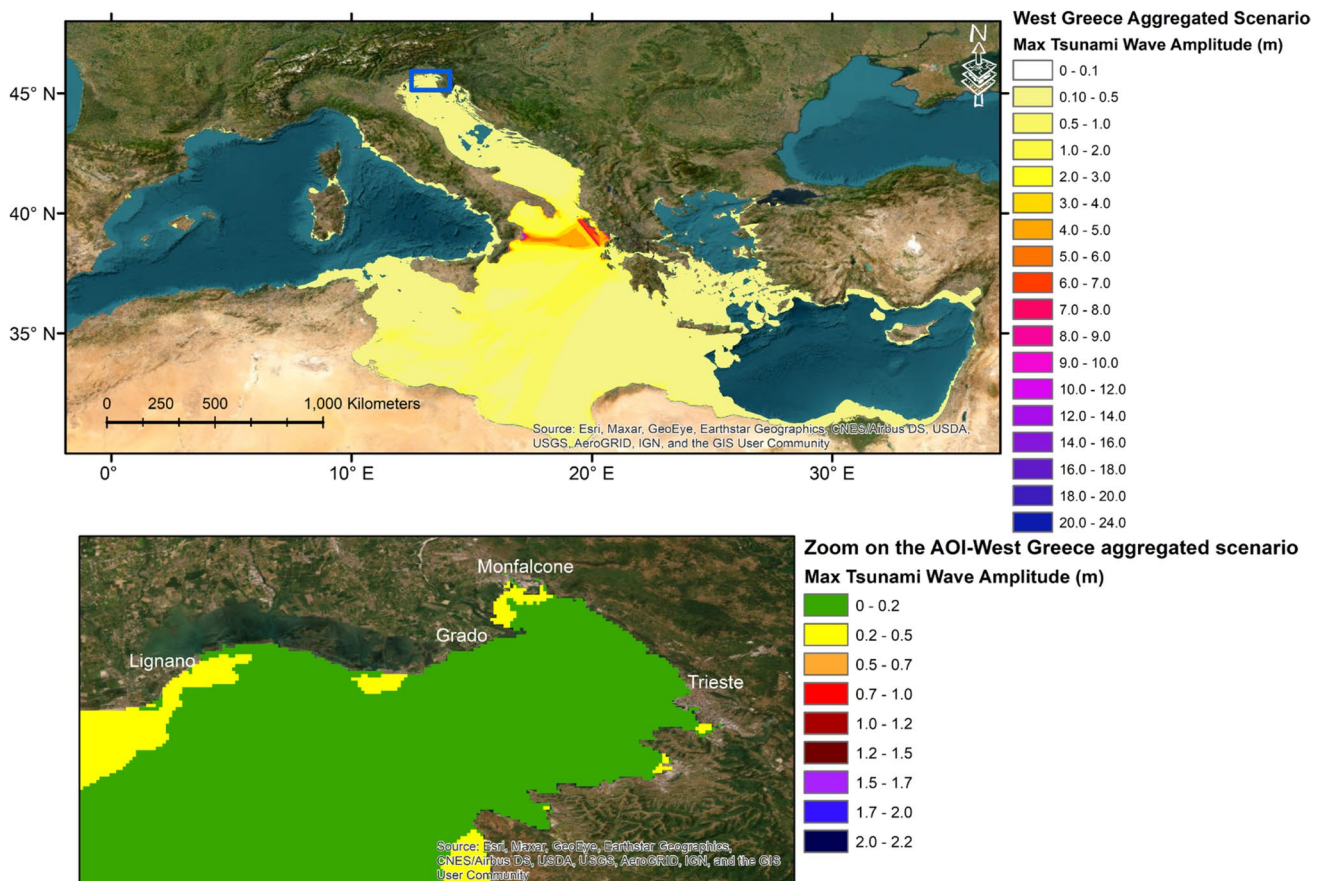 West Greece Aggregated Scenario
Max Tsunami Wave Amplitude (m)
N
0 - 0.1
0.10 - 0.5
0.5 - 1.0
1.0 - 2.0
2.0 - 3.0
3.0 - 4.0
4.0 - 5.0
5.0 - 6.0
6.0 - 7.0
7.0 - 8.0
8.0 - 9.0
9.0 - 10.0
10.0 - 12.0
12.0 - 14.0
14.0 - 16.0
16.0 - 18.0
18.0 - 20.0
20.0 - 24.0
45° N
40° N
35° N
0 250 500 1,000 Kilometers
Source: Esri, Maxar, GeoEye, Earthstar Geographics, CNES/Airbus DS, USDA,
USGS, AeroGRID, IGN, and the GIS User Community
0° 10° E 20° E 30° E
Zoom on the AOI-West Greece aggregated scenario
Max Tsunami Wave Amplitude (m)
0 - 0.2
0.2 - 0.5
0.5 - 0.7
0.7 - 1.0
1.0 - 1.2
1.2 - 1.5
1.5 - 1.7
1.7 - 2.0
2.0 - 2.2
Monfalcone
Grado
Lignano
Trieste
Source: Esri, Maxar, GeoEye, Earthstar Geographics,
CNES/Airbus DS, USDA, USGS, AeroGRID, IGN, and the GIS
User Community